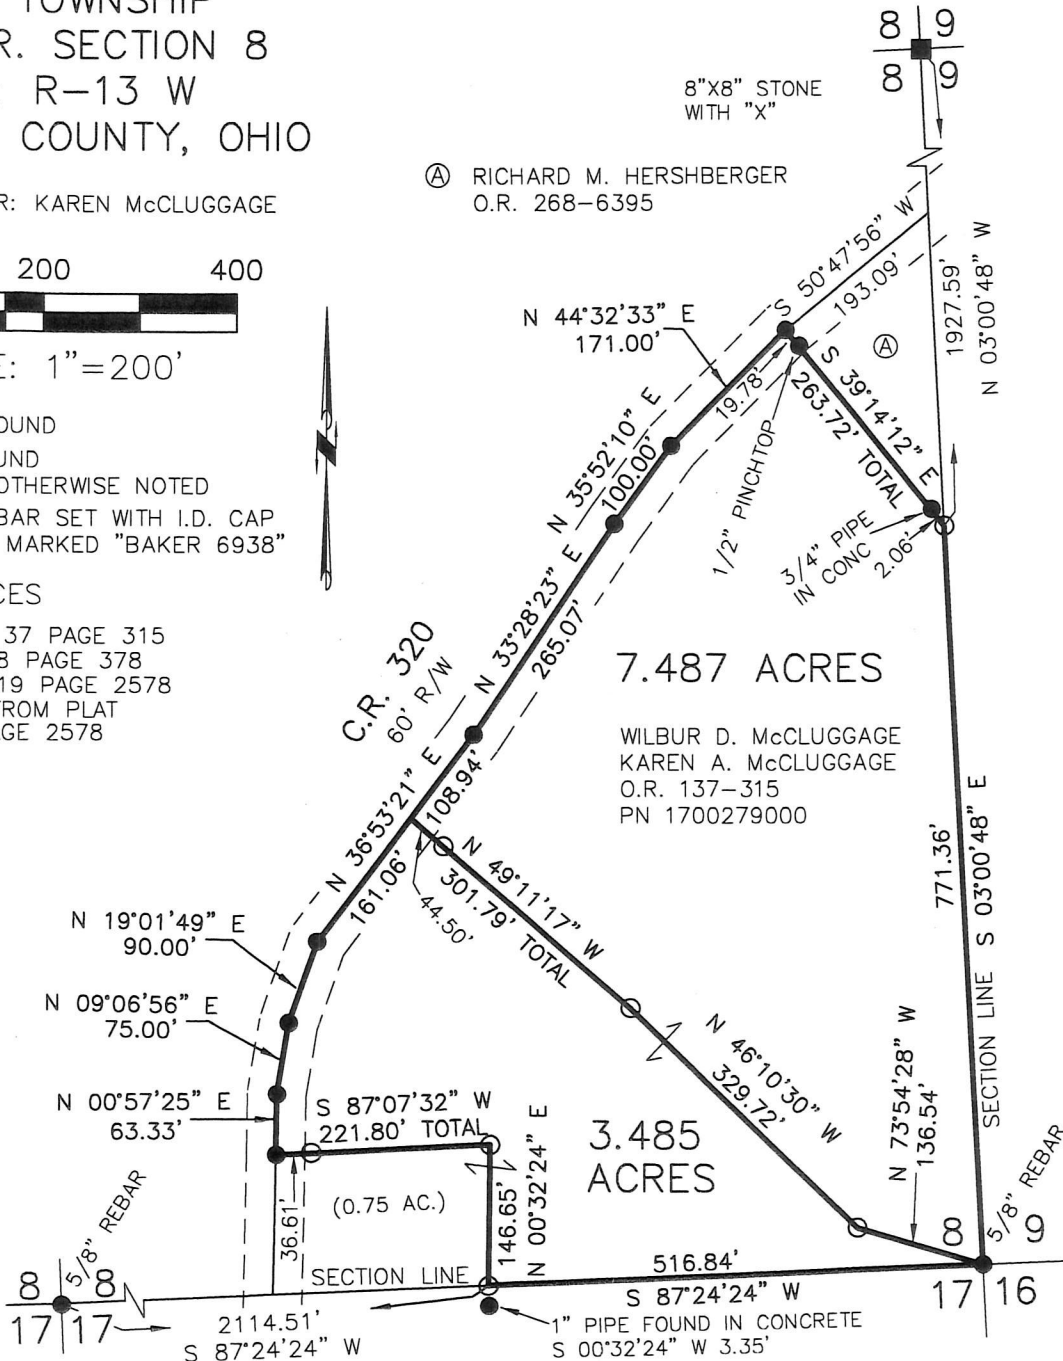 TOWNSHIP
R. SECTION 8
R-13 W
COUNTY, OHIO
R: KAREN McCLUGGAGE
200 400
E: 1"=200'
OUND
UND
OTHERWISE NOTED
BAR SET WITH I.D. CAP
MARKED "BAKER 6938"
CES
137 PAGE 315
8 PAGE 378
19 PAGE 2578
FROM PLAT
GE 2578
8 9
8 9
8"X8" STONE
WITH "X"
A RICHARD M. HERSHBERGER
O.R. 268-6395
S 50°47'56" W
193.09'
1927.59'
N 03°00'48" W
A
N 44°32'33" E
171.00'
19.78'
S 39°14'12" E
263.72' TOTAL
1/2" PINCHTOP
3/4" PIPE
IN CONC
2.06'
N 35°52'10" E
100.00'
N 33°28'23" E
265.07'
C.R. 320
60' R/W
7.487 ACRES
WILBUR D. McCLUGGAGE
KAREN A. McCLUGGAGE
O.R. 137-315
PN 1700279000
771.36'
SECTION LINE S 03°00'48" E
N 36°53'21" E
108.94'
161.06'
44.50'
N 49°11'17" W
301.79' TOTAL
N 19°01'49" E
90.00'
N 09°06'56" E
75.00'
N 00°57'25" E
63.33'
N 46°10'30" W
329.72'
N 73°54'28" W
136.54'
S 87°07'32" W
221.80' TOTAL
3.485
ACRES
36.61'
(0.75 AC.)
146.65'
N 00°32'24" E
5/8" REBAR
8 8
17 17
SECTION LINE
516.84'
S 87°24'24" W
8 9
17 16
5/8" REBAR
2114.51'
S 87°24'24" W
1" PIPE FOUND IN CONCRETE
S 00°32'24" W 3.35'